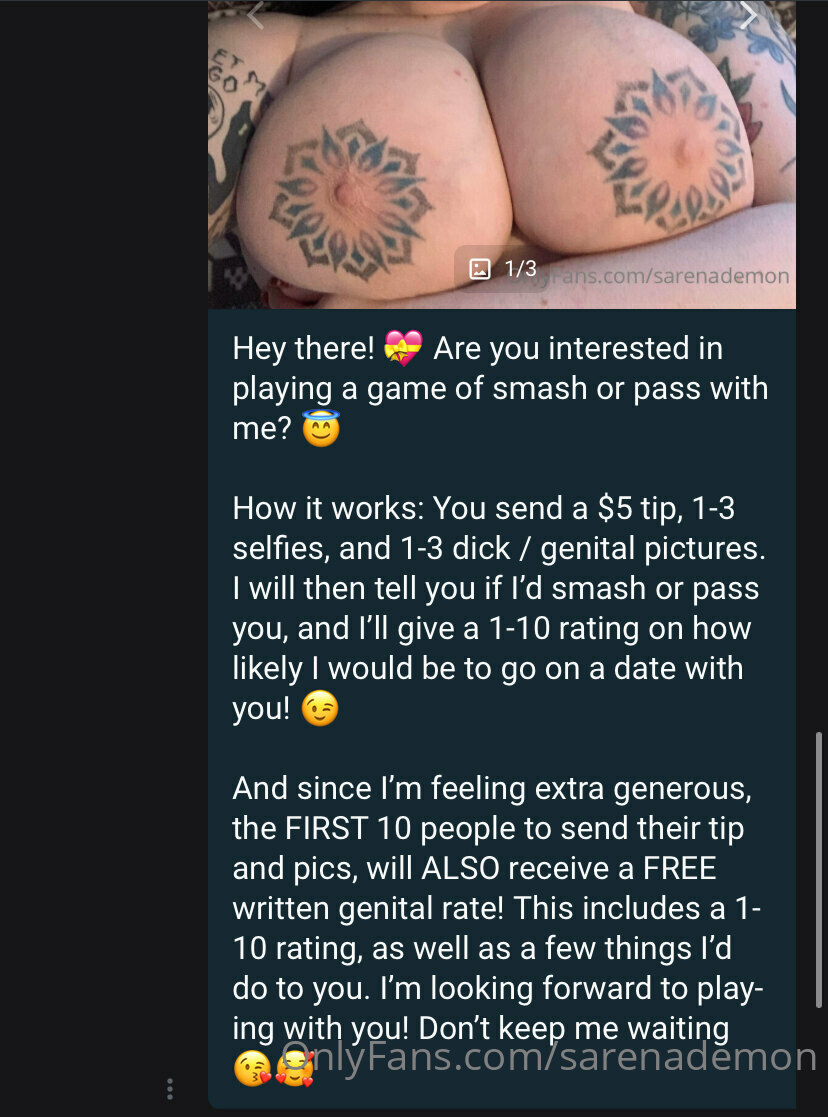 ET M
GO
1/3
Fans.com/sarenademon
Hey there! 💝 Are you interested in
playing a game of smash or pass with
me? 😇
How it works: You send a $5 tip, 1-3
selfies, and 1-3 dick / genital pictures.
I will then tell you if I’d smash or pass
you, and I’ll give a 1-10 rating on how
likely I would be to go on a date with
you! 😉
And since I’m feeling extra generous,
the FIRST 10 people to send their tip
and pics, will ALSO receive a FREE
written genital rate! This includes a 1-
10 rating, as well as a few things I’d
do to you. I’m looking forward to play-
ing with you! Don’t keep me waiting
😘🥰
OnlyFans.com/sarenademon